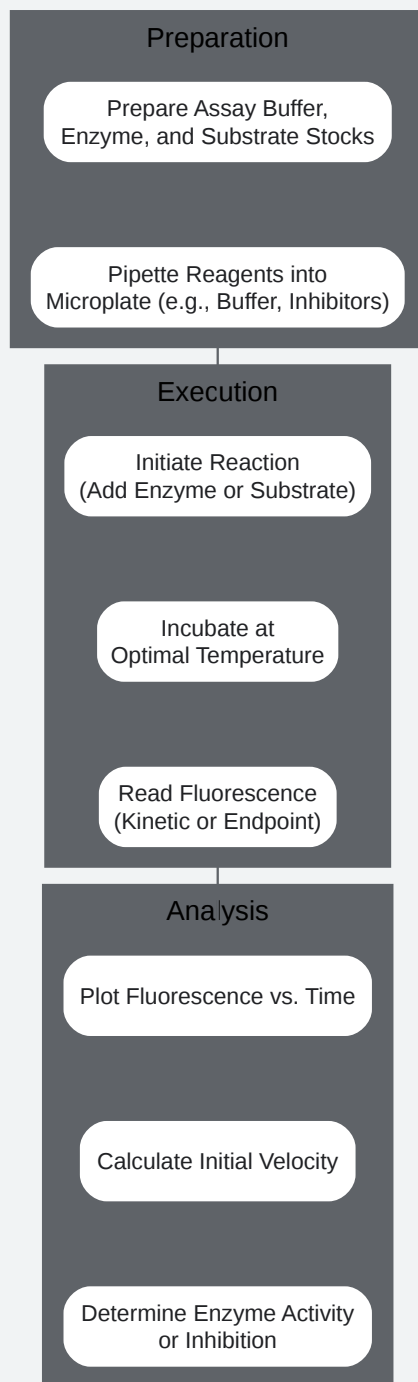 Preparation
Prepare Assay Buffer,
Enzyme, and Substrate Stocks
Pipette Reagents into
Microplate (e.g., Buffer, Inhibitors)
Execution
Initiate Reaction
(Add Enzyme or Substrate)
Incubate at
Optimal Temperature
Read Fluorescence
(Kinetic or Endpoint)
Analysis
Plot Fluorescence vs. Time
Calculate Initial Velocity
Determine Enzyme Activity
or Inhibition